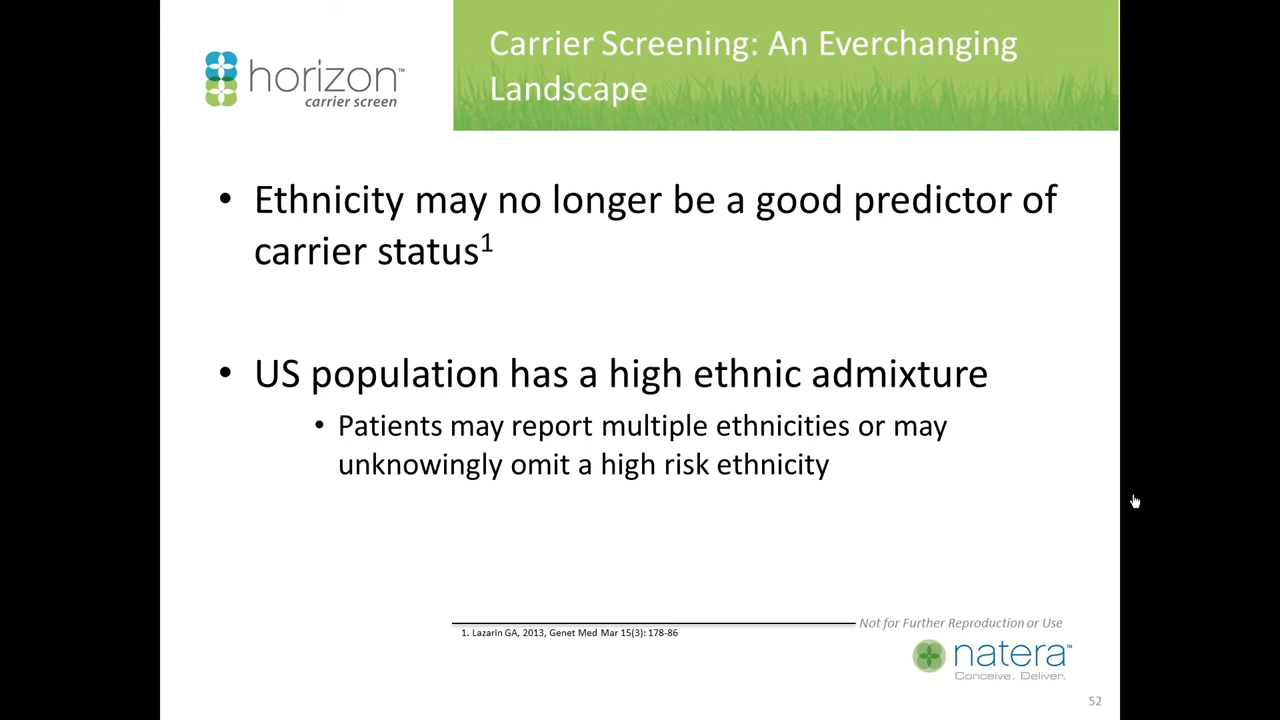 horizon™
carrier screen
Carrier Screening: An Everchanging
Landscape
• Ethnicity may no longer be a good predictor of
carrier status¹
• US population has a high ethnic admixture
• Patients may report multiple ethnicities or may
unknowingly omit a high risk ethnicity
Not for Further Reproduction or Use
1. Lazarin GA, 2013, Genet Med Mar 15(3): 178-86
natera™
Conceive. Deliver.
52